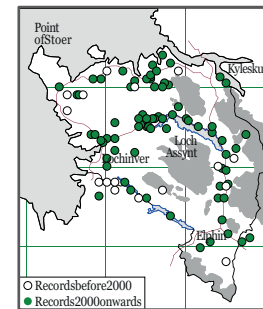 Point
ofStoer
Kylesku
Loch
Assynt
Lochinver
Elphin
Recordsbefore2000
Records2000onwards